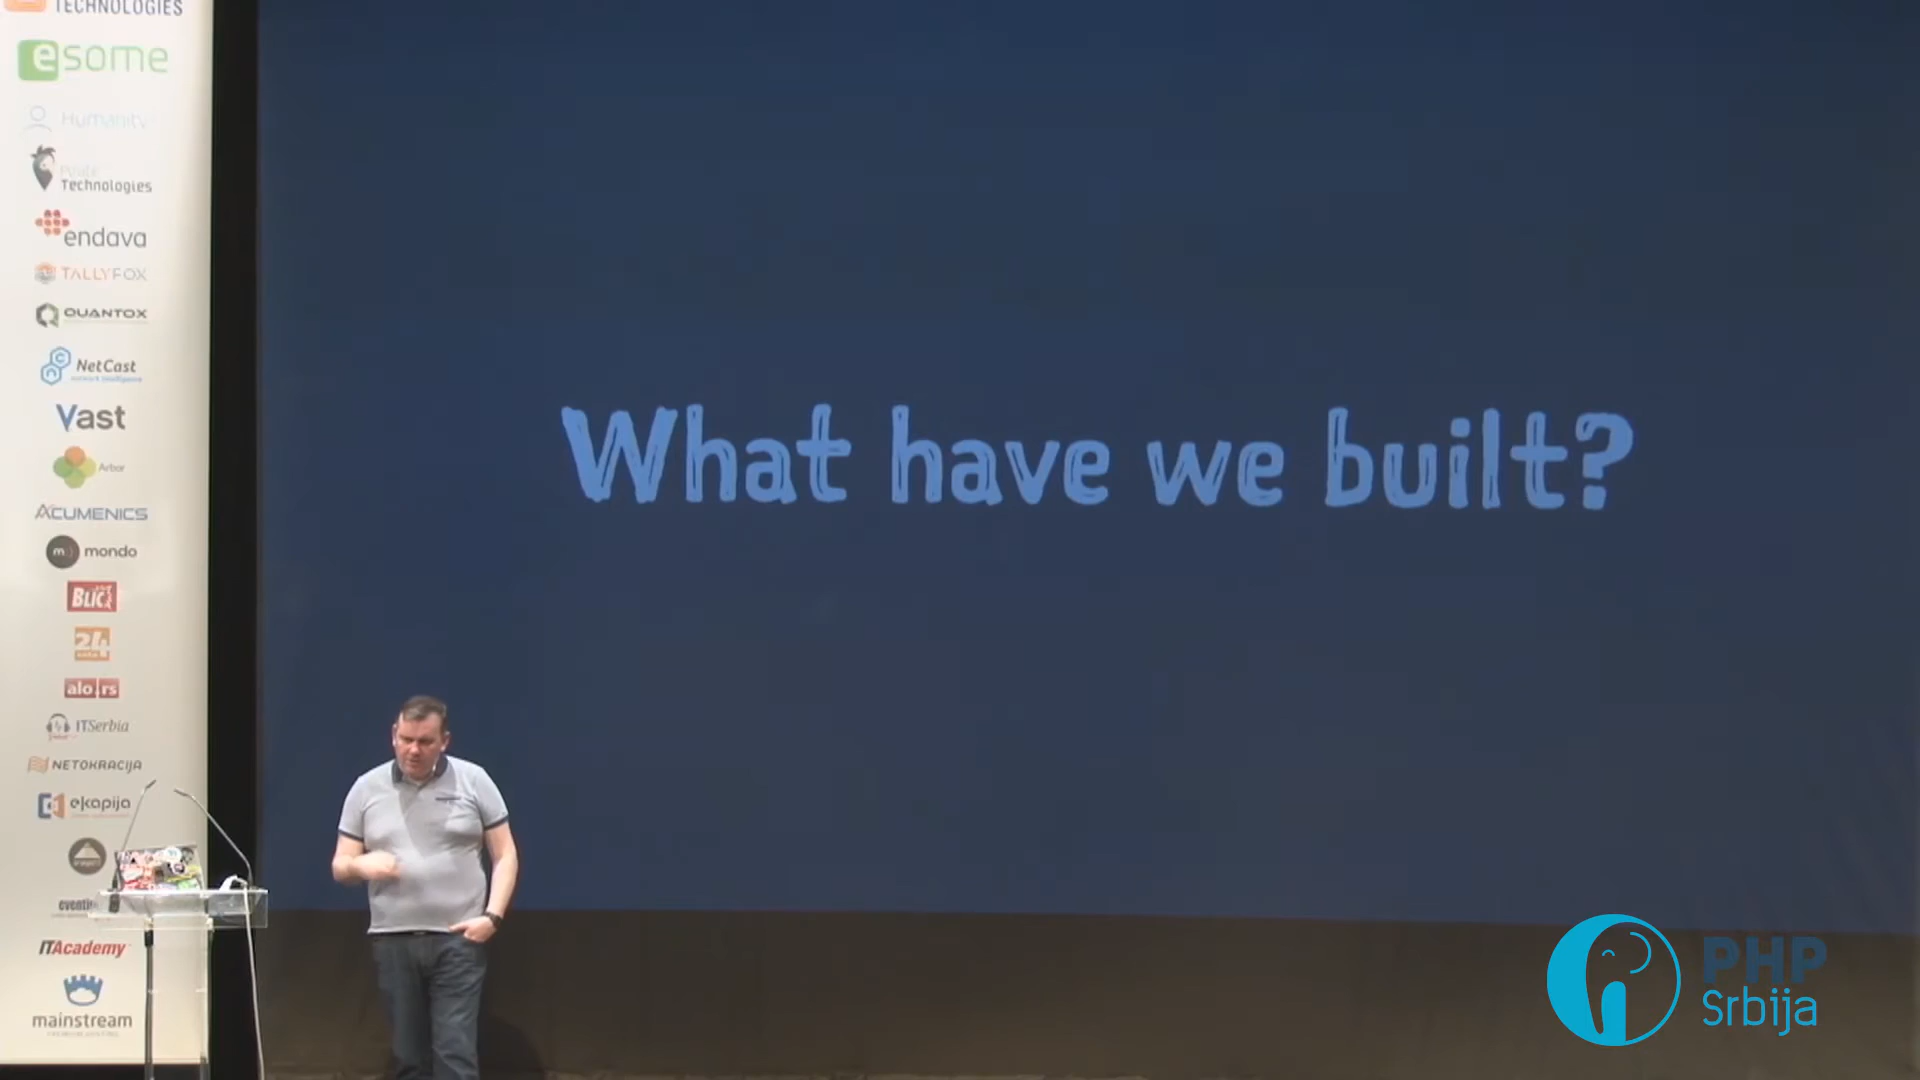 TECHNOLOGIES
esome
Humanity
Technologies
endava
TALLYFOX
QUANTOX
NetCast
Vast
Arbor
ACUMENICS
m:
mondo
BLIC
24
alo.rs
ITSerbia
NETOKRACIJA
ekapija
ITAcademy
mainstream
What have we built?
PHP
Srbija